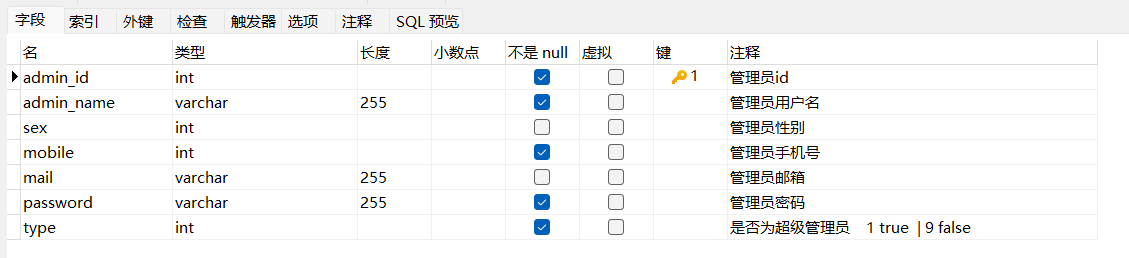 字段 索引 外键 检查 触发器 选项 注释 SQL 预览
名 类型 长度 小数点 不是 null 虚拟 键 注释
admin_id int 1 管理员id
admin_name varchar 255 管理员用户名
sex int 管理员性别
mobile int 管理员手机号
mail varchar 255 管理员邮箱
password varchar 255 管理员密码
type int 是否为超级管理员 1 true | 9 false